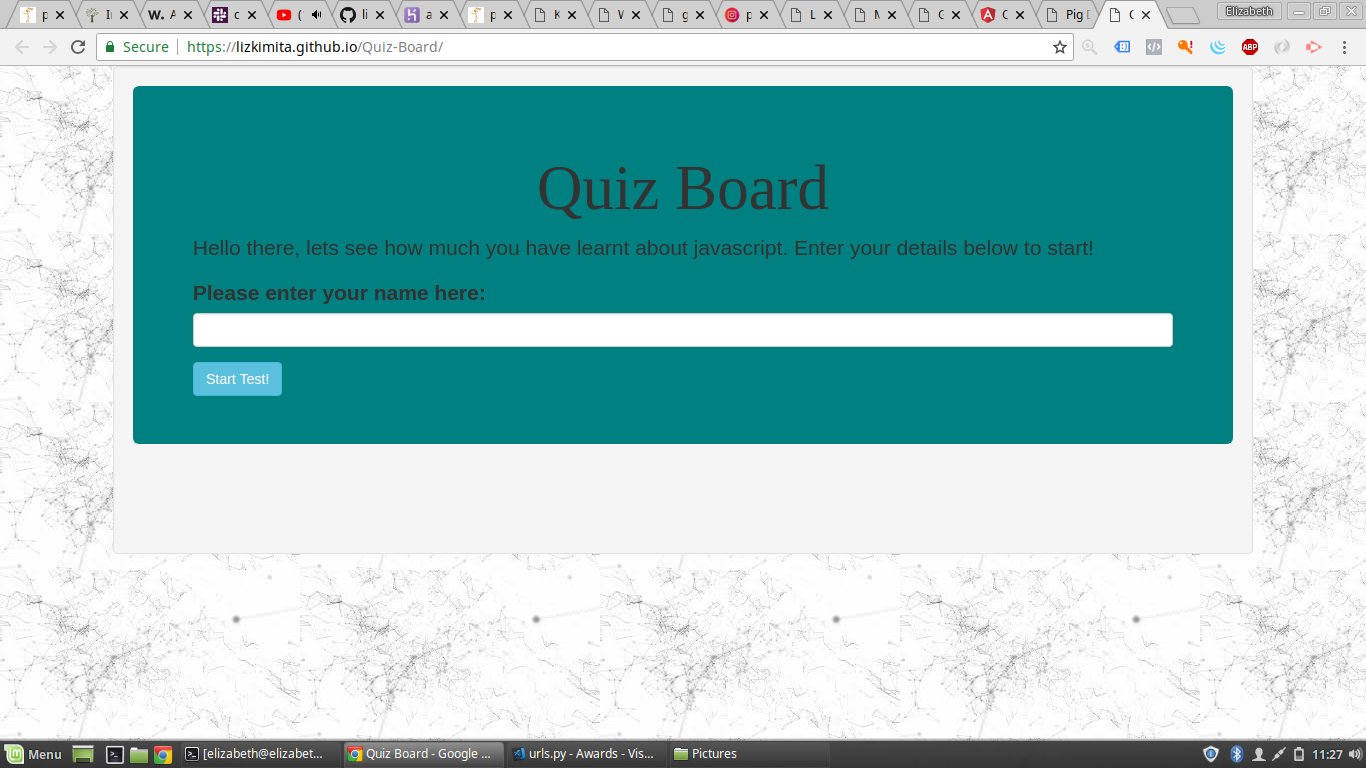 Elizabeth
Pig
Secure https://lizkimita.github.io/Quiz-Board/
ABP
Quiz Board
Hello there, lets see how much you have learnt about javascript. Enter your details below to start!
Please enter your name here:
Start Test!
Menu
[elizabeth@elizabet...
Quiz Board - Google ...
urls.py - Awards - Vis...
Pictures
11:27